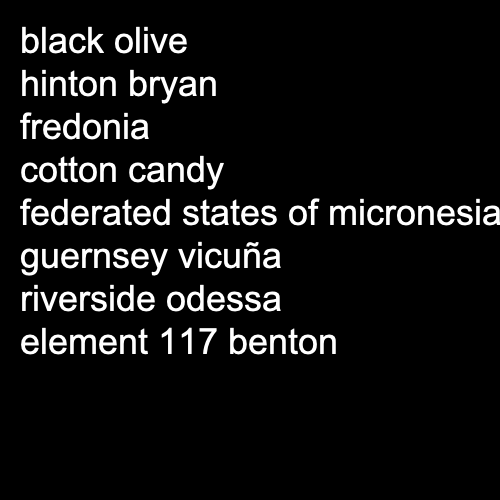 black olive
hinton bryan
fredonia
cotton candy
federated states of micronesia
guernsey vicuña
riverside odessa
element 117 benton